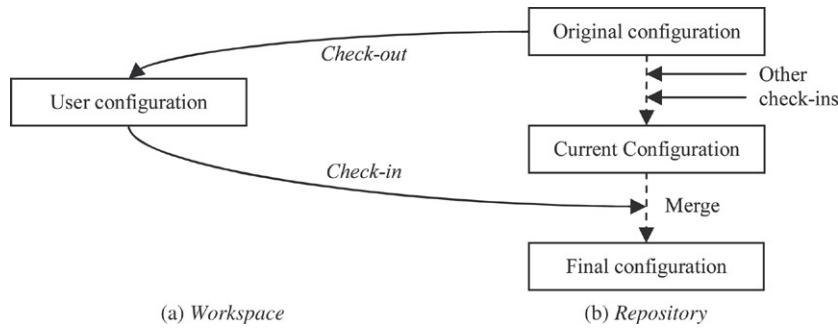 Original configuration
Check-out
Other
check-ins
User configuration
Current Configuration
Check-in
Merge
Final configuration
(a) Workspace
(b) Repository